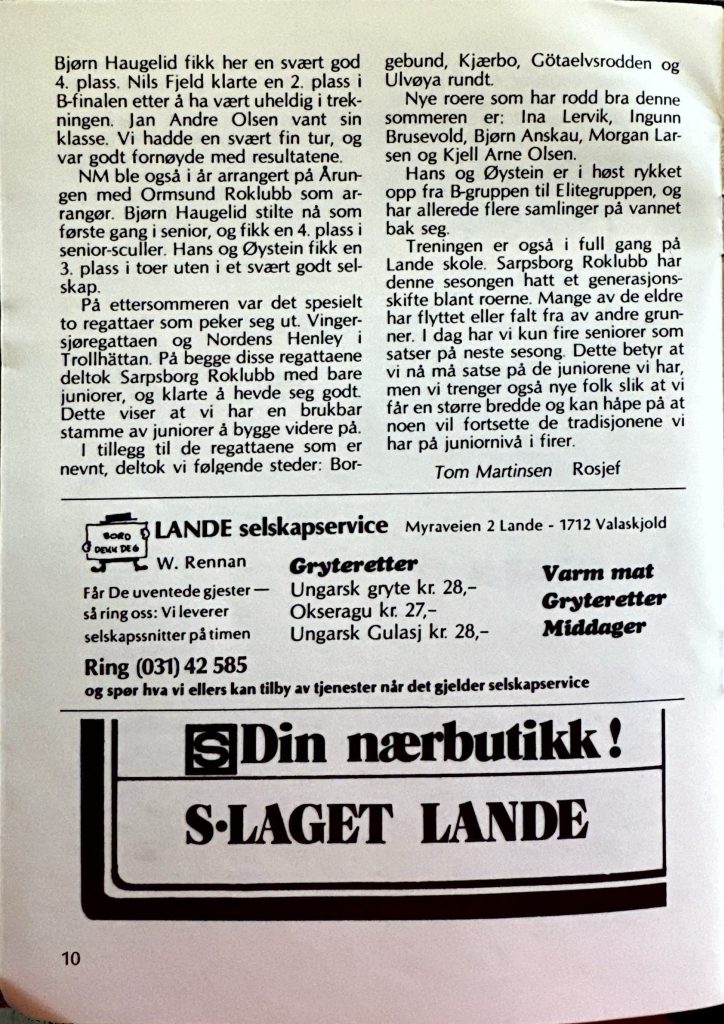 Bjørn Haugelid fikk her en svært god
4. plass. Nils Fjeld klarte en 2. plass i
B-finalen etter å ha vært uheldig i trek-
ningen. Jan Andre Olsen vant sin
klasse. Vi hadde en svært fin tur, og
var godt fornøyde med resultatene.
NM ble også i år arrangert på Årun-
gen med Ormsund Roklubb som ar-
rangør. Bjørn Haugelid stilte nå som
første gang i senior, og fikk en 4. plass i
senior-sculler. Hans og Øystein fikk en
3. plass i toer uten i et svært godt sel-
skap.
På ettersommeren var det spesielt
to regattaer som peker seg ut. Vinger-
sjøregattaen og Nordens Henley i
Trollhättan. På begge disse regattaene
deltok Sarpsborg Roklubb med bare
juniorer, og klarte å hevde seg godt.
Dette viser at vi har en brukbar
stamme av juniorer å bygge videre på.
I tillegg til de regattaene som er
nevnt, deltok vi følgende steder: Bor-
gebund, Kjærbo, Götaelvsrodden og
Ulvøya rundt.
Nye roere som har rodd bra denne
sommeren er: Ina Lervik, Ingunn
Brusevold, Bjørn Anskau, Morgan Lar-
sen og Kjell Arne Olsen.
Hans og Øystein er i høst rykket
opp fra B-gruppen til Elitegruppen, og
har allerede flere samlinger på vannet
bak seg.
Treningen er også i full gang på
Lande skole. Sarpsborg Roklubb har
denne sesongen hatt et generasjons-
skifte blant roerne. Mange av de eldre
har flyttet eller falt fra av andre grun-
ner. I dag har vi kun fire seniorer som
satser på neste sesong. Dette betyr at
vi nå må satse på de juniorene vi har,
men vi trenger også nye folk slik at vi
får en større bredde og kan håpe på at
noen vil fortsette de tradisjonene vi
har på juniornivå i firer.
Tom Martinsen Rosjef
BORD
DEKK DEG
LANDE selskapservice Myraveien 2 Lande - 1712 Valaskjold
W. Rennan
Får De uventede gjester —
så ring oss: Vi leverer
selskapssnitter på timen
Gryteretter
Ungarsk gryte kr. 28,–
Okseragu kr. 27,–
Ungarsk Gulasj kr. 28,–
Varm mat
Gryteretter
Middager
Ring (031) 42 585
og spør hva vi ellers kan tilby av tjenester når det gjelder selskapservice
S Din nærbutikk!
S•LAGET LANDE
10